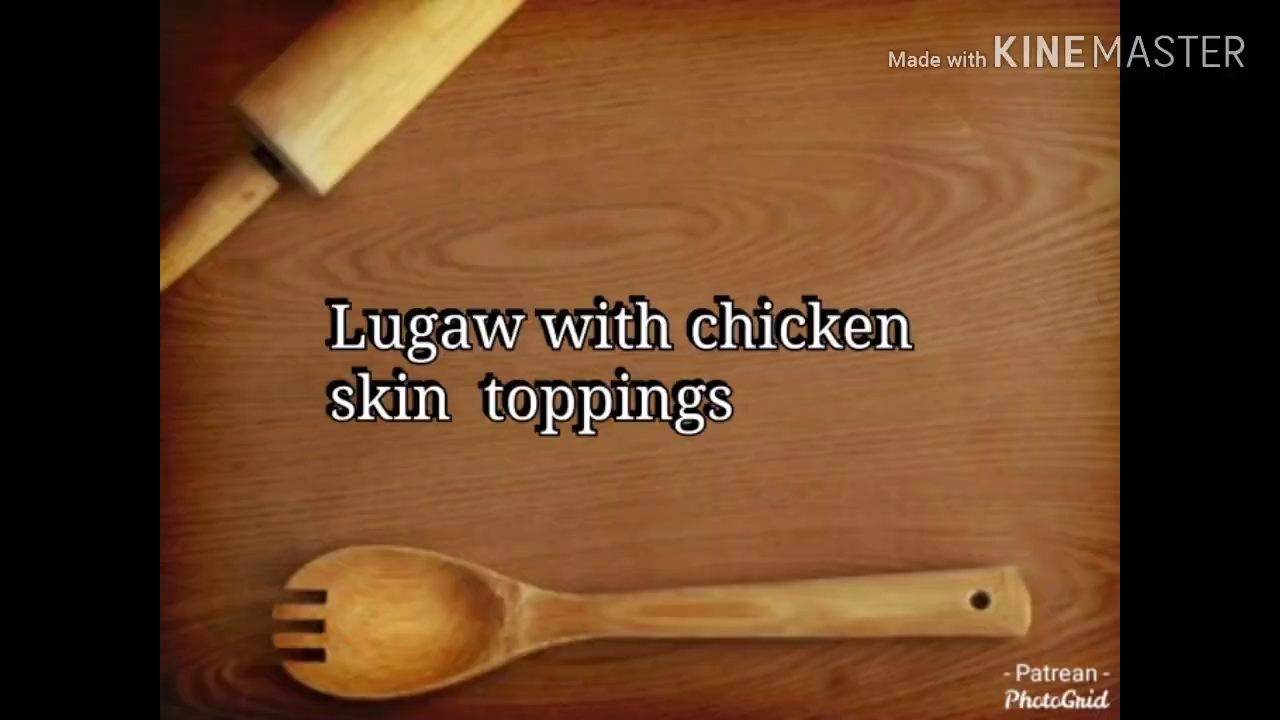 Made with KINEMASTER
Lugaw with chicken
skin toppings
- Patrean -
PhotoGrid